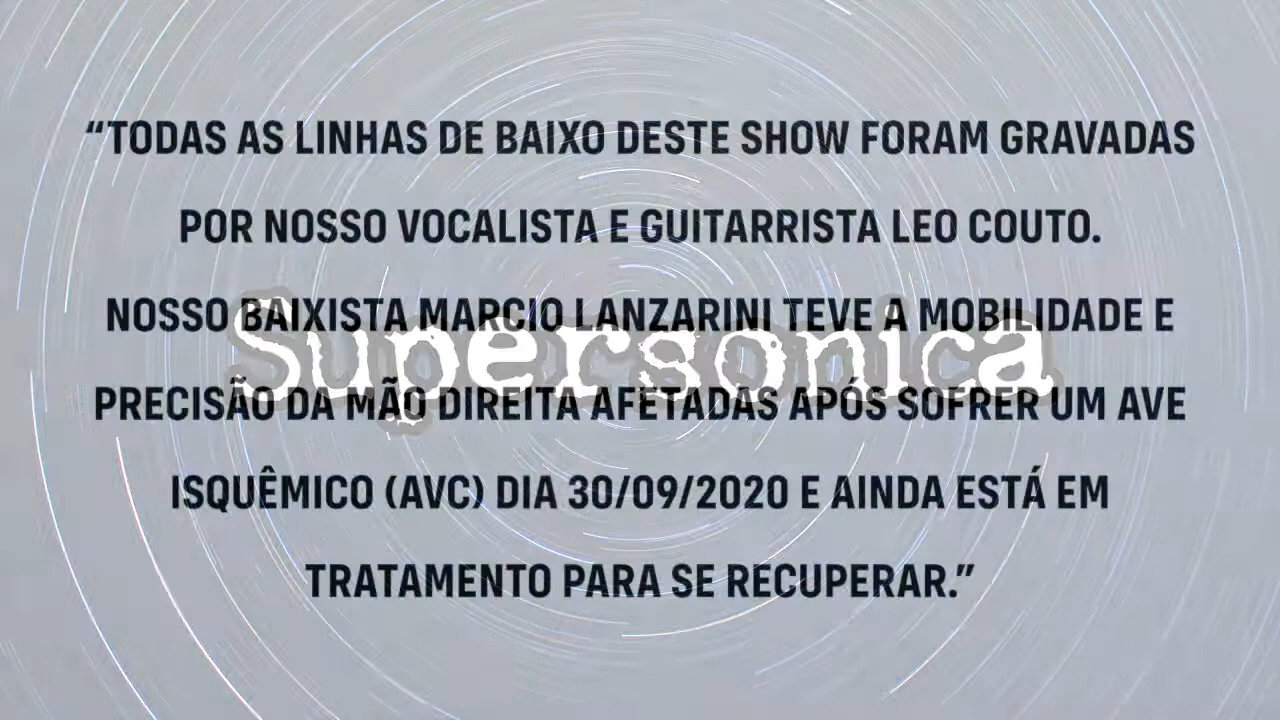 “TODAS AS LINHAS DE BAIXO DESTE SHOW FORAM GRAVADAS
POR NOSSO VOCALISTA E GUITARRISTA LEO COUTO.
NOSSO BAIXISTA MARCIO LANZARINI TEVE A MOBILIDADE E
Supersonica
PRECISÃO DA MÃO DIREITA AFETADAS APÓS SOFRER UM AVE
ISQUÊMICO (AVC) DIA 30/09/2020 E AINDA ESTÁ EM
TRATAMENTO PARA SE RECUPERAR.”